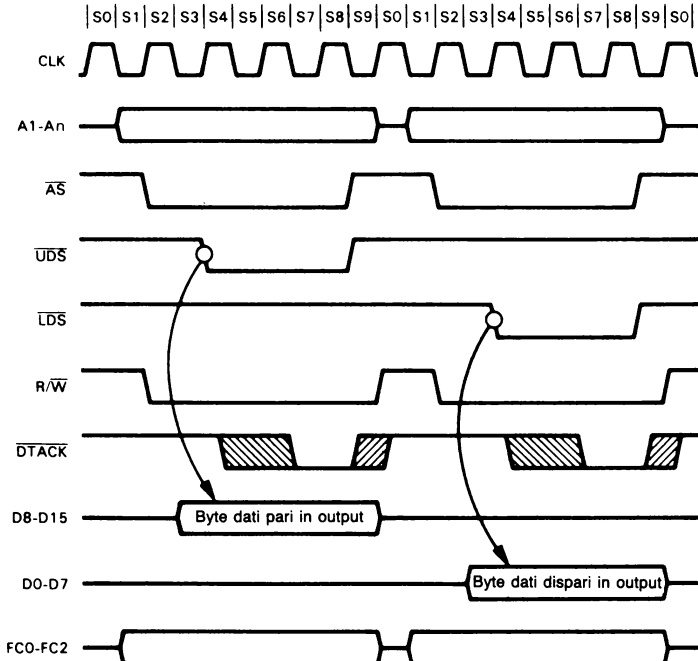 S0 S1 S2 S3 S4 S5 S6 S7 S8 S9 S0 S1 S2 S3 S4 S5 S6 S7 S8 S9 S0
CLK
A1-An
AS
UDS
LDS
R/W
DTACK
D8-D15
Byte dati pari in output
D0-D7
Byte dati dispari in output
FC0-FC2